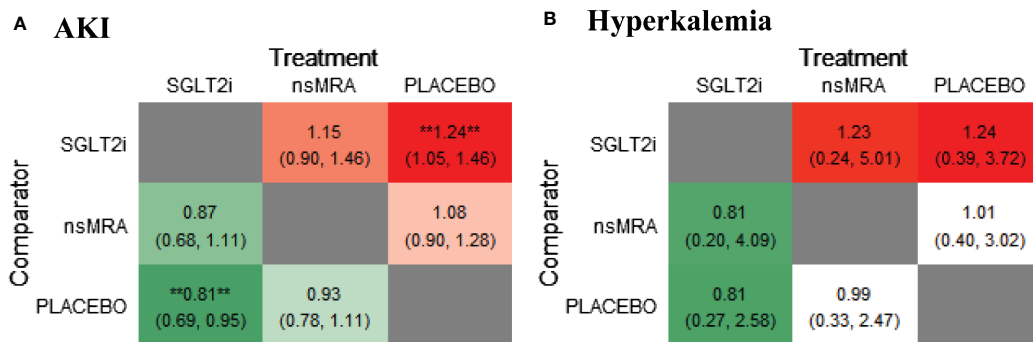 A AKI
Treatment
SGLT2i nsMRA PLACEBO
Comparator
SGLT2i 1.15 **1.24**
(0.90, 1.46) (1.05, 1.46)
nsMRA 0.87 1.08
(0.68, 1.11) (0.90, 1.28)
PLACEBO **0.81** 0.93
(0.69, 0.95) (0.78, 1.11)
B Hyperkalemia
Treatment
SGLT2i nsMRA PLACEBO
Comparator
SGLT2i 1.23 1.24
(0.24, 5.01) (0.39, 3.72)
nsMRA 0.81 1.01
(0.20, 4.09) (0.40, 3.02)
PLACEBO 0.81 0.99
(0.27, 2.58) (0.33, 2.47)